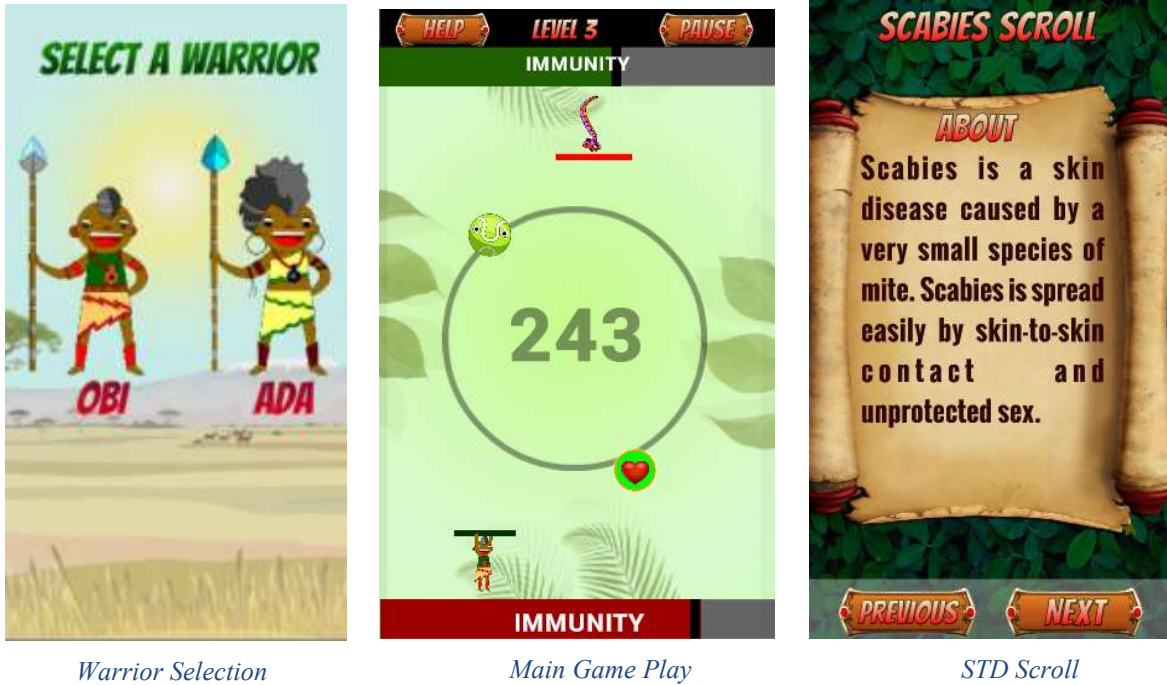 SELECT A WARRIOR
OBI
ADA
Warrior Selection
HELP
LEVEL 3
PAUSE
IMMUNITY
243
IMMUNITY
Main Game Play
SCABIES SCROLL
ABOUT
Scabies is a skin
disease caused by a
very small species of
mite. Scabies is spread
easily by skin-to-skin
contact and
unprotected sex.
PREVIOUS
NEXT
STD Scroll